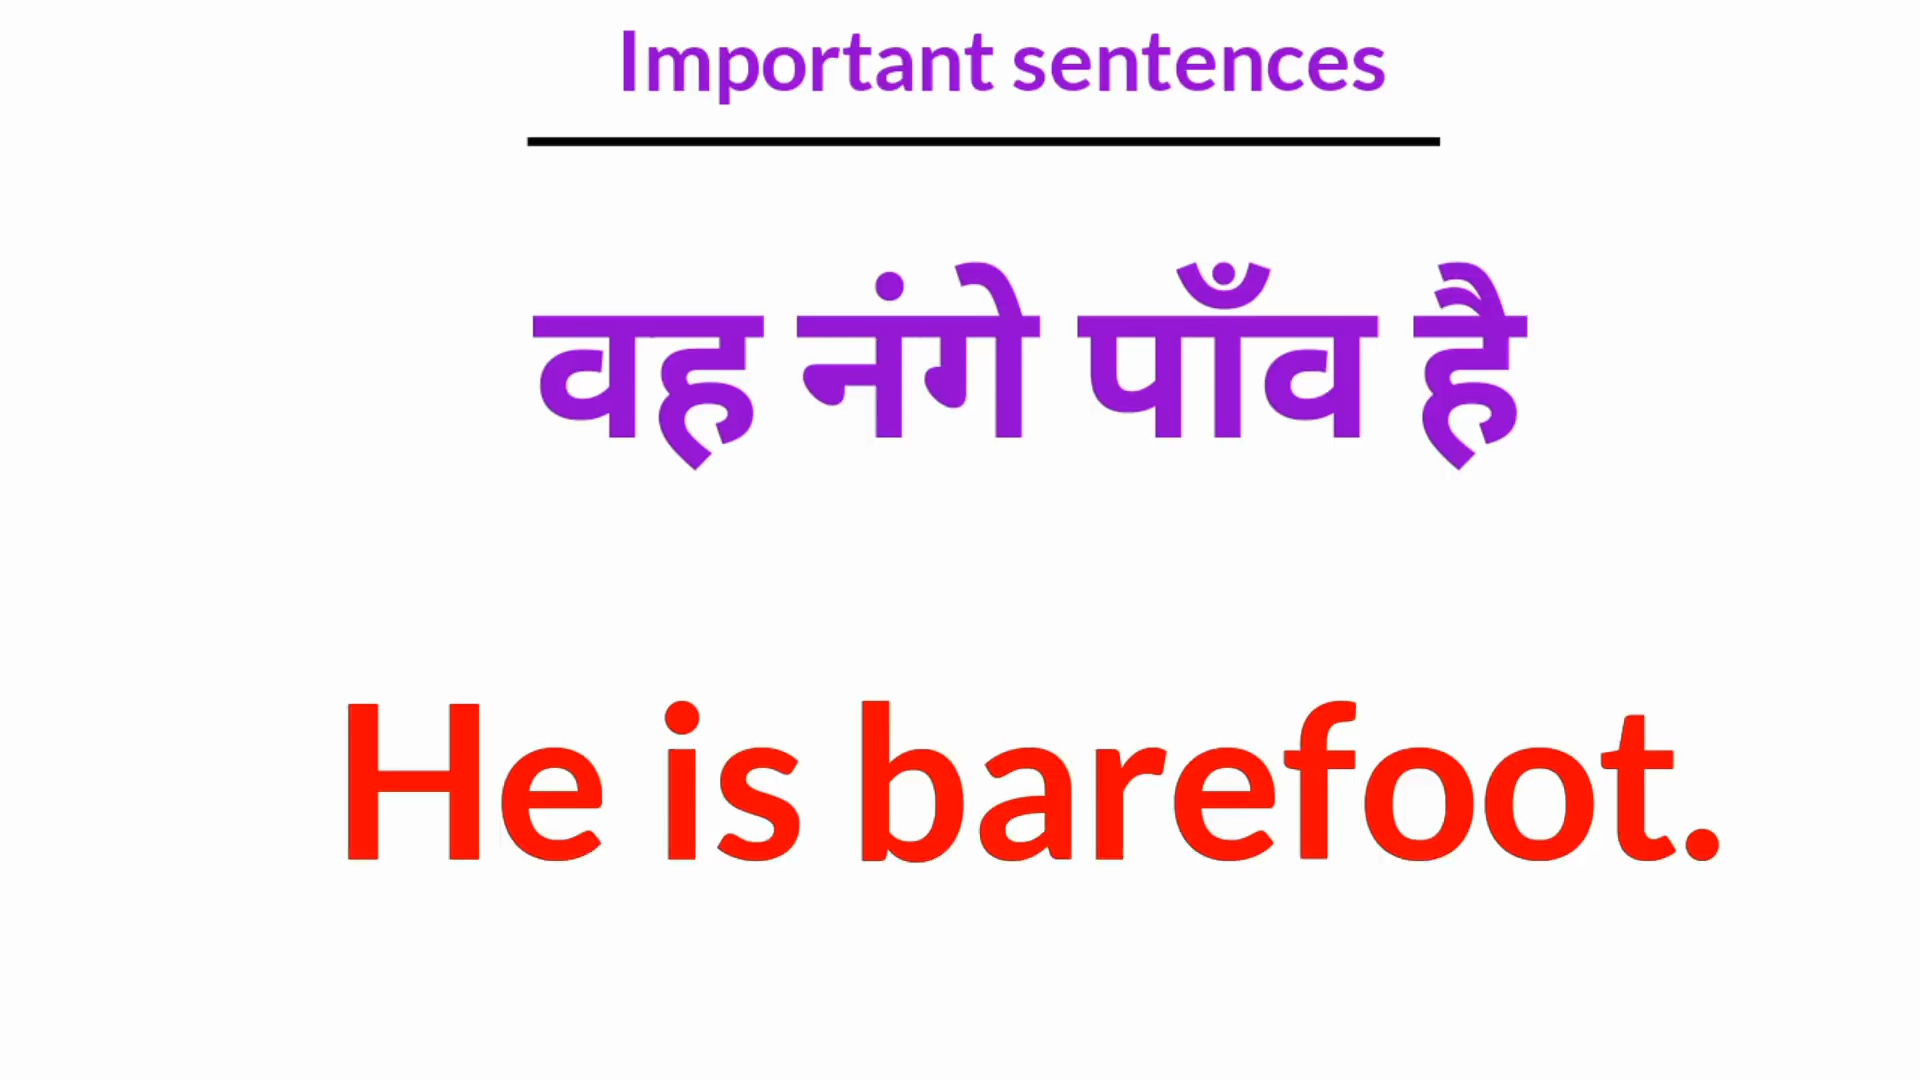 Important sentences
वह नंगे पाँव है
He is barefoot.